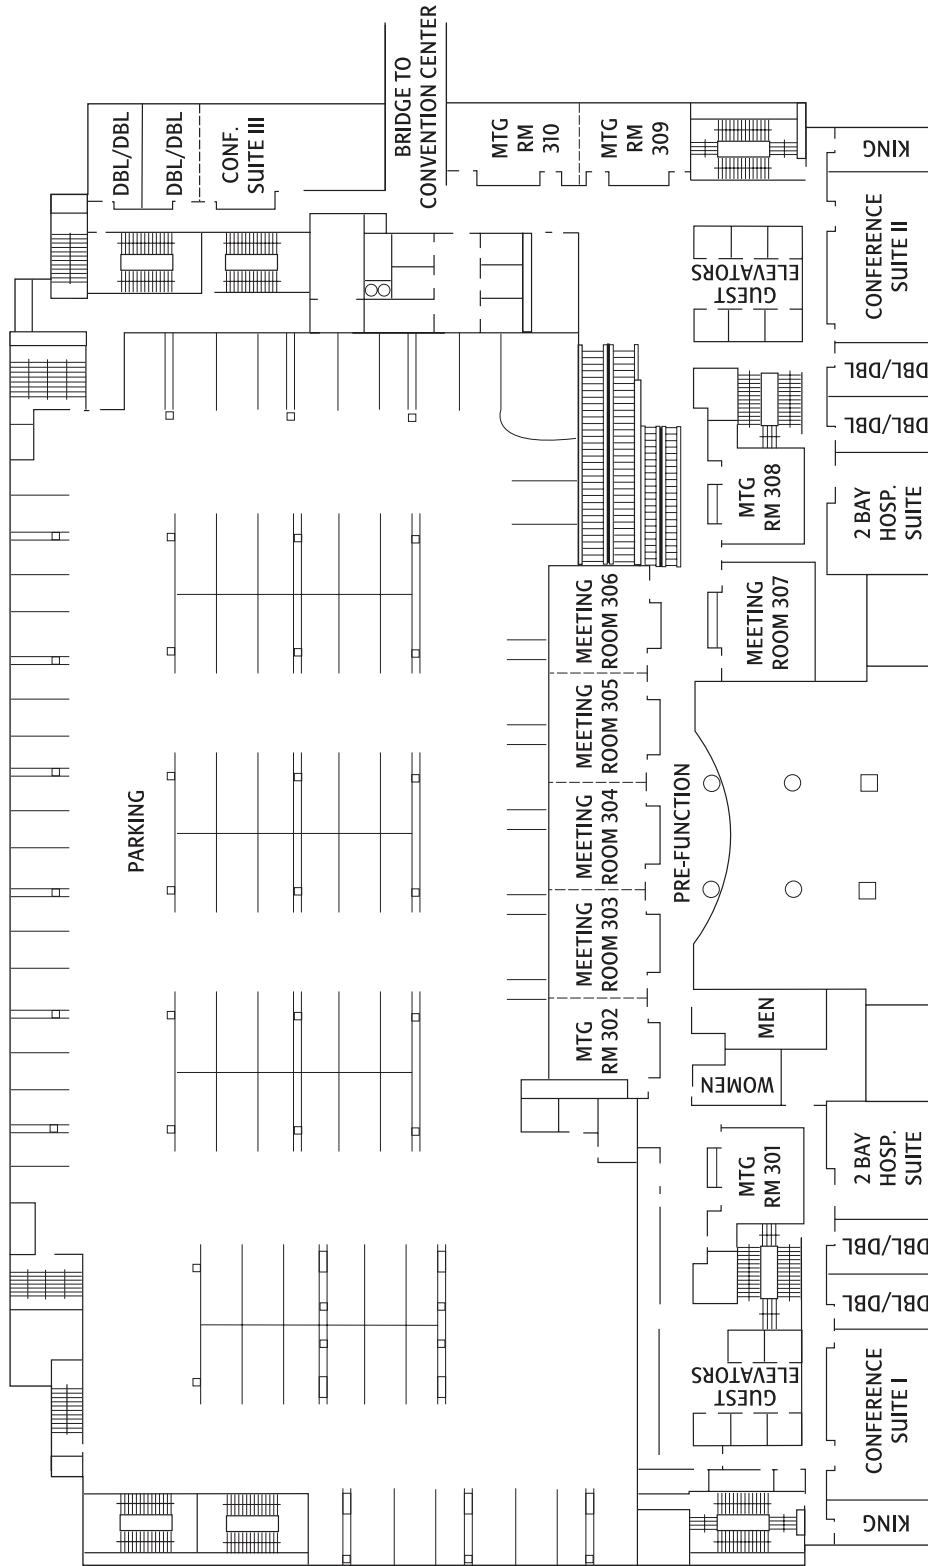 BRIDGE TO
CONVENTION CENTER
DBL/DBL
DBL/DBL
CONF.
SUITE III
MTG
RM
310
MTG
RM
309
KING
CONFERENCE
SUITE II
GUEST
ELEVATORS
DBL/DBL
DBL/DBL
2 BAY
HOSP.
SUITE
MTG
RM 308
MEETING
ROOM 307
MEETING
ROOM 306
MEETING
ROOM 305
MEETING
ROOM 304
MEETING
ROOM 303
MTG
RM 302
PARKING
PRE-FUNCTION
MEN
WOMEN
MTG
RM 301
2 BAY
HOSP.
SUITE
DBL/DBL
DBL/DBL
GUEST
ELEVATORS
CONFERENCE
SUITE I
KING